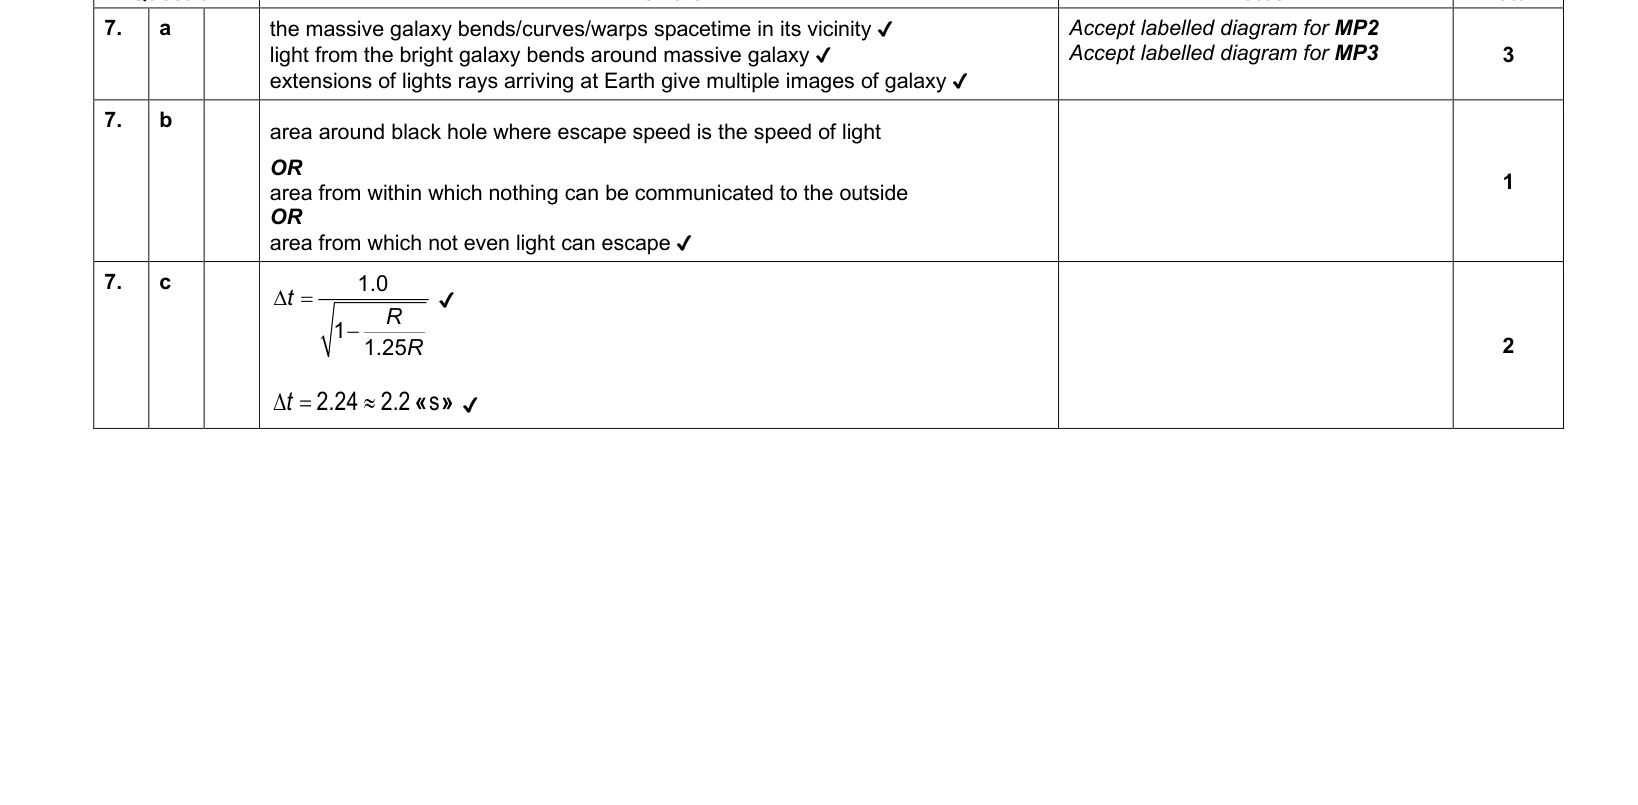 7. a the massive galaxy bends/curves/warps spacetime in its vicinity ✓ Accept labelled diagram for MP2
light from the bright galaxy bends around massive galaxy ✓ Accept labelled diagram for MP3 3
extensions of lights rays arriving at Earth give multiple images of galaxy ✓
7. b
area around black hole where escape speed is the speed of light
OR
area from within which nothing can be communicated to the outside 1
OR
area from which not even light can escape ✓
7. c
Δt = 1.0 / √(1 − R / 1.25R) ✓
2
Δt = 2.24 ≈ 2.2 «s» ✓